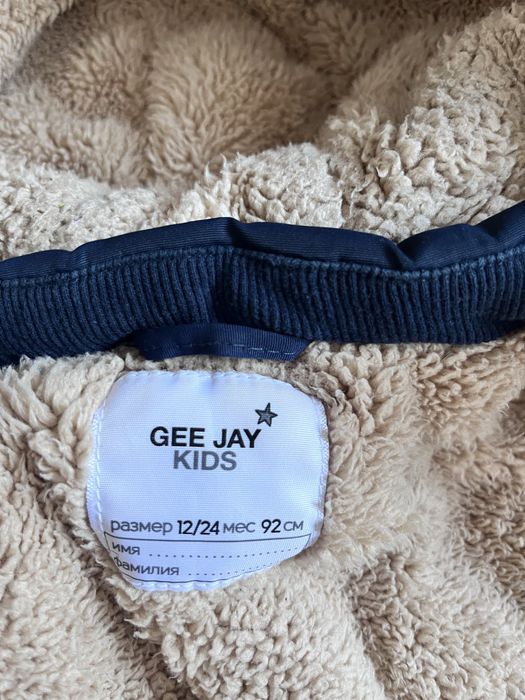 GEE JAY
KIDS
размер 12/24 мес 92 см
имя
фамилия